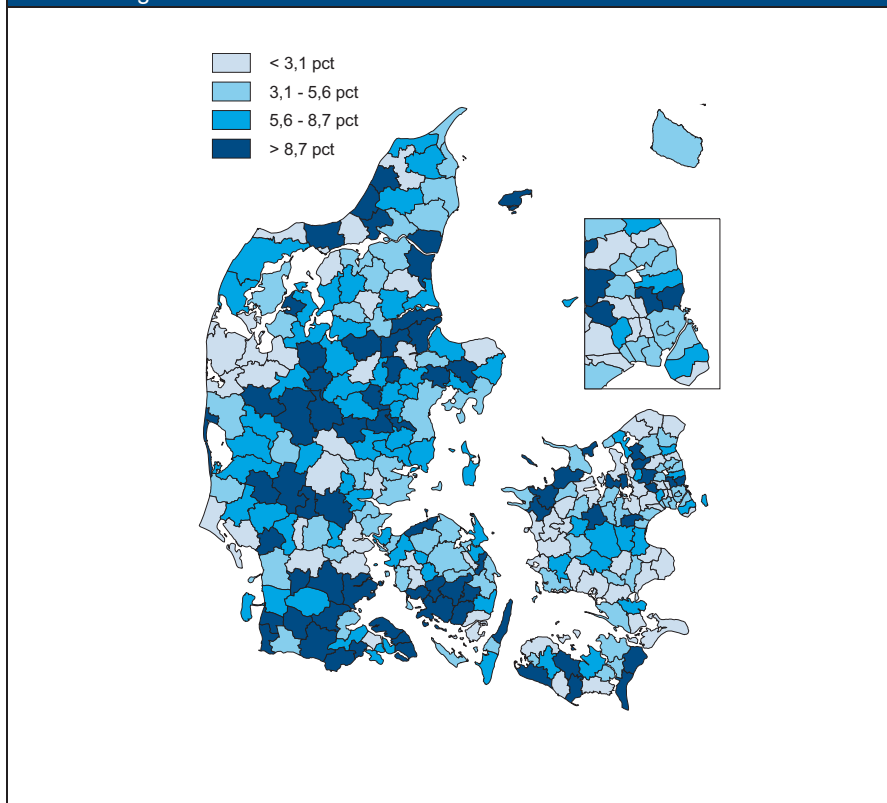 < 3,1 pct
3,1 - 5,6 pct
5,6 - 8,7 pct
> 8,7 pct